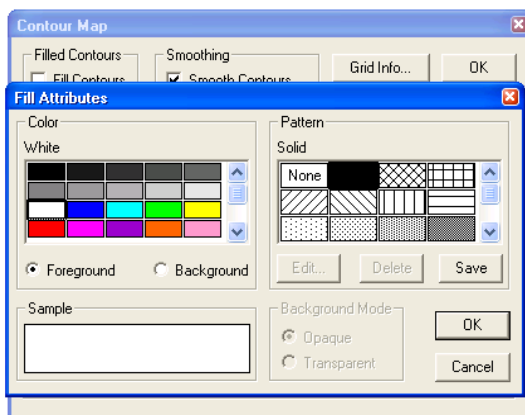 Contour Map
Filled Contours
Smoothing
Fill Contours
Smooth Contours
Grid Info...
OK
Fill Attributes
Color
White
Foreground
Background
Pattern
Solid
None
Edit...
Delete
Save
Sample
Background Mode
Opaque
Transparent
OK
Cancel